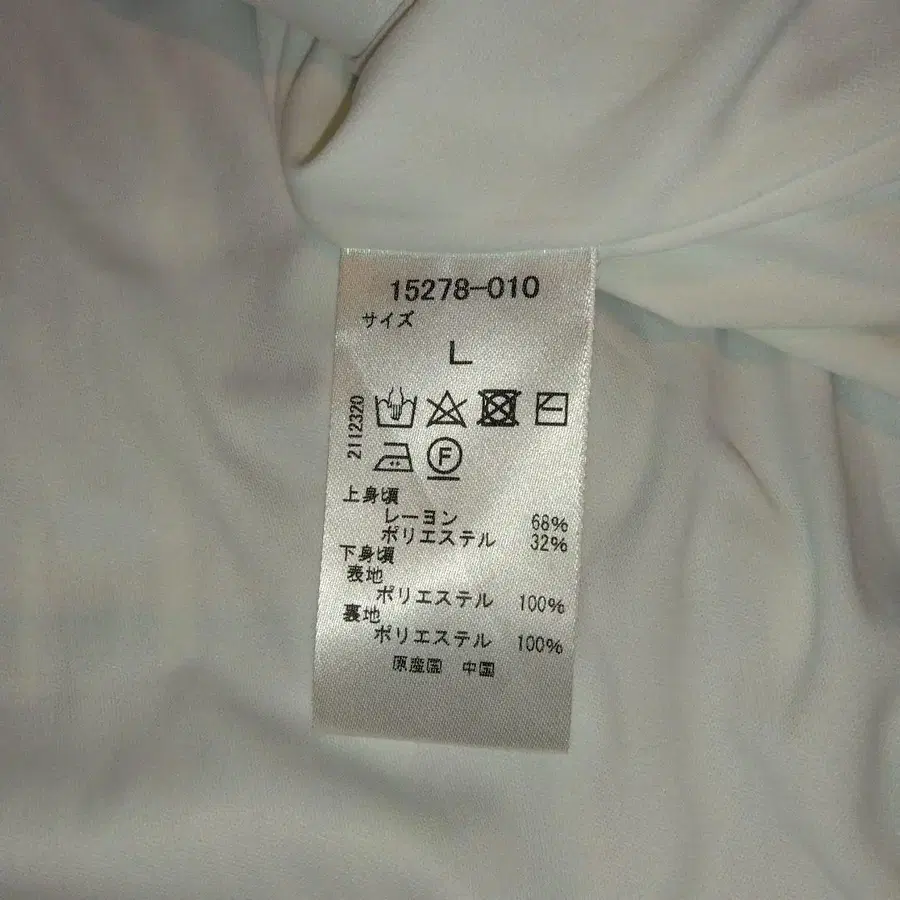 15278-010
サイズ
L
2112320
F
上身頃
レーヨン 68%
ポリエステル 32%
下身頃
表地
ポリエステル 100%
裏地
ポリエステル 100%
原産国 中国